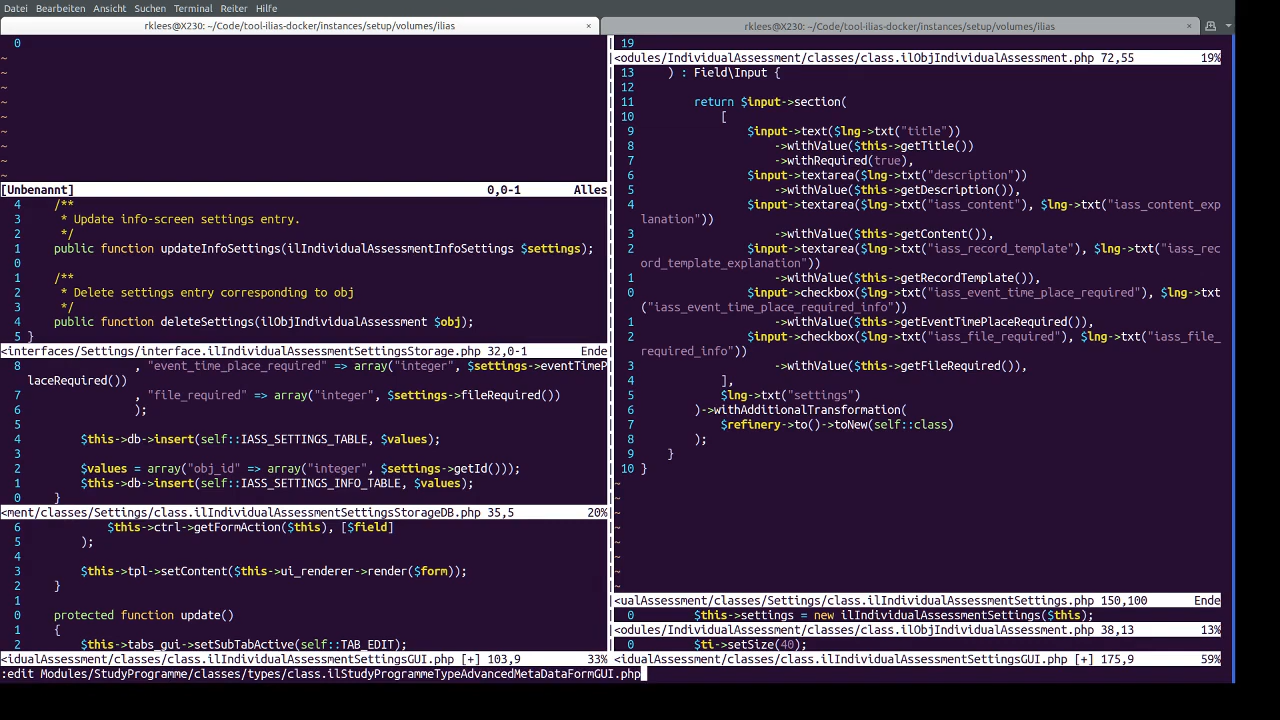 Datei Bearbeiten Ansicht Suchen Terminal Reiter Hilfe
rklees@X230: ~/Code/tool-ilias-docker/instances/setup/volumes/ilias ×
rklees@X230: ~/Code/tool-ilias-docker/instances/setup/volumes/ilias ×
0
~
~
~
~
~
~
~
~
~
[Unbenannt] 0,0-1 Alles
4 /**
3 * Update info-screen settings entry.
2 */
1 public function updateInfoSettings(ilIndividualAssessmentInfoSettings $settings);
0
1 /**
2 * Delete settings entry corresponding to obj
3 */
4 public function deleteSettings(ilObjIndividualAssessment $obj);
5 }
<interfaces/Settings/interface.ilIndividualAssessmentSettingsStorage.php 32,0-1 Ende
8 , "event_time_place_required" => array("integer", $settings->eventTimeP
laceRequired())
7 , "file_required" => array("integer", $settings->fileRequired())
6 );
5
4 $this->db->insert(self::IASS_SETTINGS_TABLE, $values);
3
2 $values = array("obj_id" => array("integer", $settings->getId()));
1 $this->db->insert(self::IASS_SETTINGS_INFO_TABLE, $values);
0 }
<ment/classes/Settings/class.ilIndividualAssessmentSettingsStorageDB.php 35,5 20%
6 $this->ctrl->getFormAction($this), [$field]
5 );
4
3 $this->tpl->setContent($this->ui_renderer->render($form));
2 }
1
0 protected function update()
1 {
2 $this->tabs_gui->setSubTabActive(self::TAB_EDIT);
<idualAssessment/classes/class.ilIndividualAssessmentSettingsGUI.php [+] 103,9 33%
19
<odules/IndividualAssessment/classes/class.ilObjIndividualAssessment.php 72,55 19%
13 ) : Field\Input {
12
11 return $input->section(
10 [
9 $input->text($lng->txt("title"))
8 ->withValue($this->getTitle())
7 ->withRequired(true),
6 $input->textarea($lng->txt("description"))
5 ->withValue($this->getDescription()),
4 $input->textarea($lng->txt("iass_content"), $lng->txt("iass_content_exp
lanation"))
3 ->withValue($this->getContent()),
2 $input->textarea($lng->txt("iass_record_template"), $lng->txt("iass_rec
ord_template_explanation"))
1 ->withValue($this->getRecordTemplate()),
0 $input->checkbox($lng->txt("iass_event_time_place_required"), $lng->txt
("iass_event_time_place_required_info"))
1 ->withValue($this->getEventTimePlaceRequired()),
2 $input->checkbox($lng->txt("iass_file_required"), $lng->txt("iass_file_
required_info"))
3 ->withValue($this->getFileRequired()),
4 ],
5 $lng->txt("settings")
6 )->withAdditionalTransformation(
7 $refinery->to()->toNew(self::class)
8 );
9 }
10 }
~
~
~
~
~
~
~
~
<ualAssessment/classes/Settings/class.ilIndividualAssessmentSettings.php 150,100 Ende
0 $this->settings = new ilIndividualAssessmentSettings($this);
<odules/IndividualAssessment/classes/class.ilObjIndividualAssessment.php 38,13 13%
0 $ti->setSize(40);
<idualAssessment/classes/class.ilIndividualAssessmentSettingsGUI.php [+] 175,9 59%
:edit Modules/StudyProgramme/classes/types/class.ilStudyProgrammeTypeAdvancedMetaDataFormGUI.php